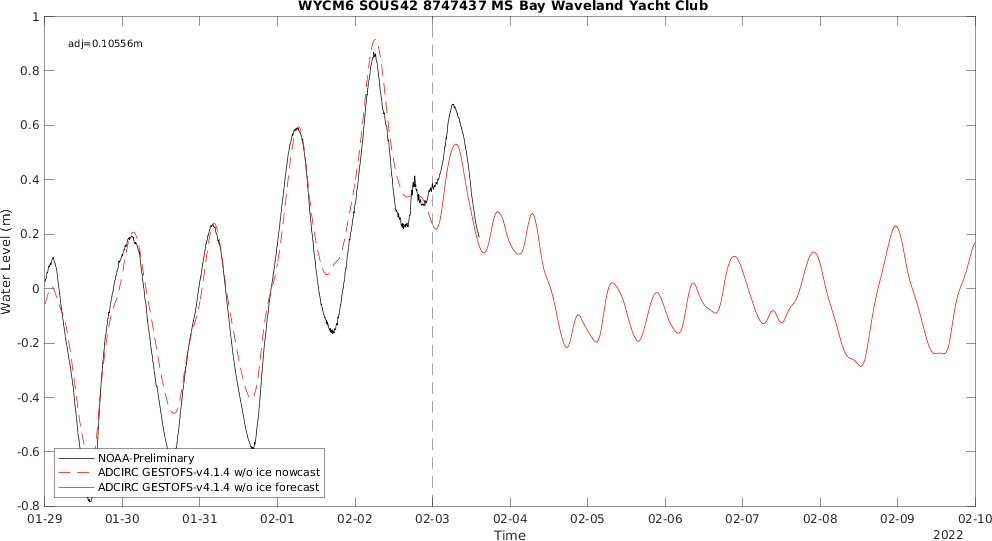 WYCM6 SOUS42 8747437 MS Bay Waveland Yacht Club
adj=0.10556m
1
0.8
0.6
0.4
0.2
0
-0.2
-0.4
-0.6
-0.8
Water Level (m)
NOAA-Preliminary
ADCIRC GESTOFS-v4.1.4 w/o ice nowcast
ADCIRC GESTOFS-v4.1.4 w/o ice forecast
01-29 01-30 01-31 02-01 02-02 02-03 02-04 02-05 02-06 02-07 02-08 02-09 02-10
Time
2022